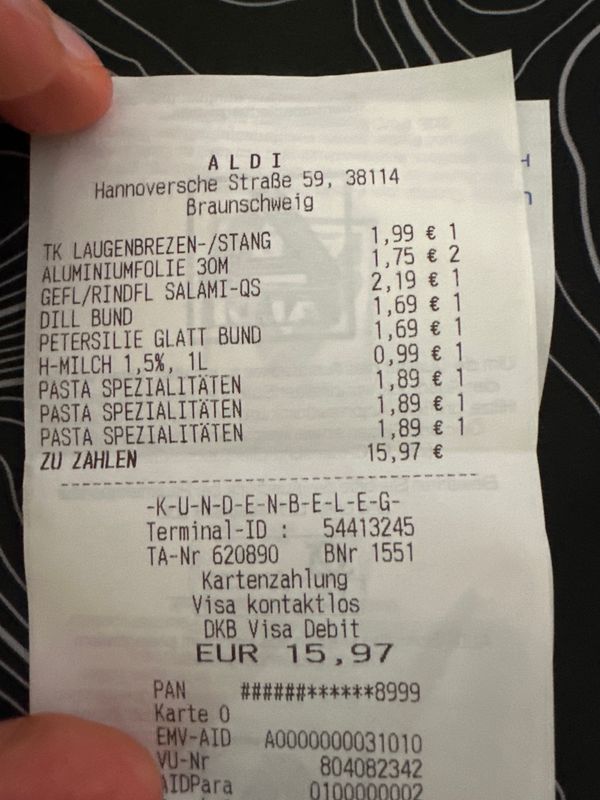 A L D I
Hannoversche Straße 59, 38114
Braunschweig
TK LAUGENBREZEN-/STANG 1,99 € 1
ALUMINIUMFOLIE 30M 1,75 € 2
GEFL/RINDFL SALAMI-QS 2,19 € 1
DILL BUND 1,69 € 1
PETERSILIE GLATT BUND 1,69 € 1
H-MILCH 1,5%, 1L 0,99 € 1
PASTA SPEZIALITÄTEN 1,89 € 1
PASTA SPEZIALITÄTEN 1,89 € 1
PASTA SPEZIALITÄTEN 1,89 € 1
ZU ZAHLEN 15,97 €
-K-U-N-D-E-N-B-E-L-E-G-
Terminal-ID : 54413245
TA-Nr 620890 BNr 1551
Kartenzahlung
Visa kontaktlos
DKB Visa Debit
EUR 15,97
PAN ######******8999
Karte 0
EMV-AID A0000000031010
VU-Nr 804082342
AIDPara 0100000002